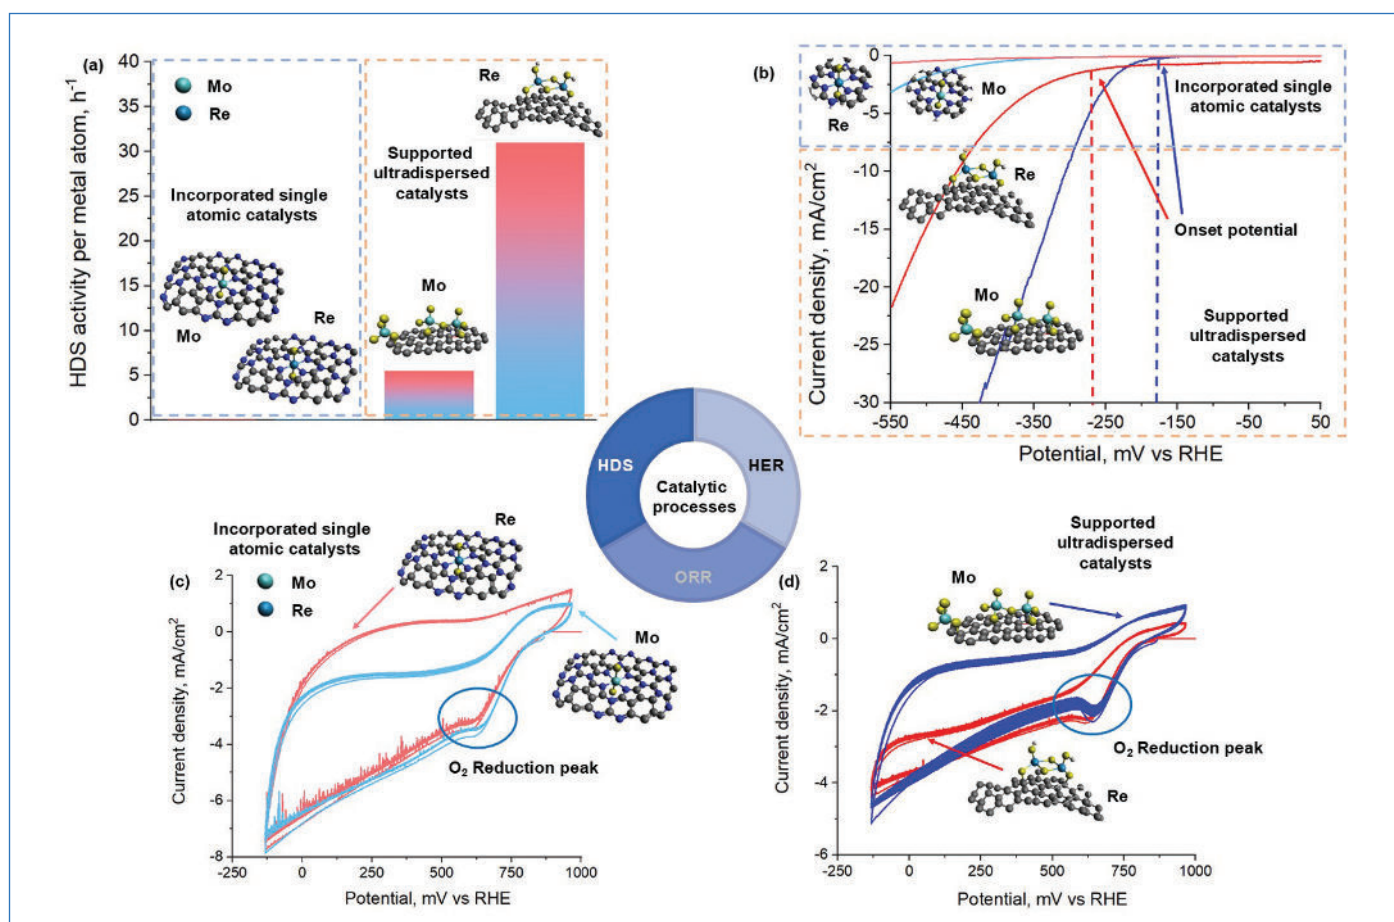 (a)
HDS activity per metal atom, h⁻¹
40
35
30
25
20
15
10
5
0
Mo
Re
Incorporated single
atomic catalysts
Mo
Re
Re
Supported
ultradispersed
catalysts
Mo
(b)
Current density, mA/cm²
0
-5
-10
-15
-20
-25
-30
Re
Mo
Incorporated single
atomic catalysts
Re
Onset potential
Mo
Supported
ultradispersed
catalysts
-550
-450
-350
-250
-150
-50
50
Potential, mV vs RHE
HDS
HER
Catalytic
processes
ORR
Incorporated single
atomic catalysts
Re
(c)
Mo
Re
Current density, mA/cm²
2
0
-2
-4
-6
-8
Mo
O₂ Reduction peak
-250
0
250
500
750
1000
Potential, mV vs RHE
Supported
ultradispersed
catalysts
(d)
Mo
Current density, mA/cm²
2
0
-2
-4
-6
O₂ Reduction peak
Re
0
250
500
750
1000
Potential, mV vs RHE